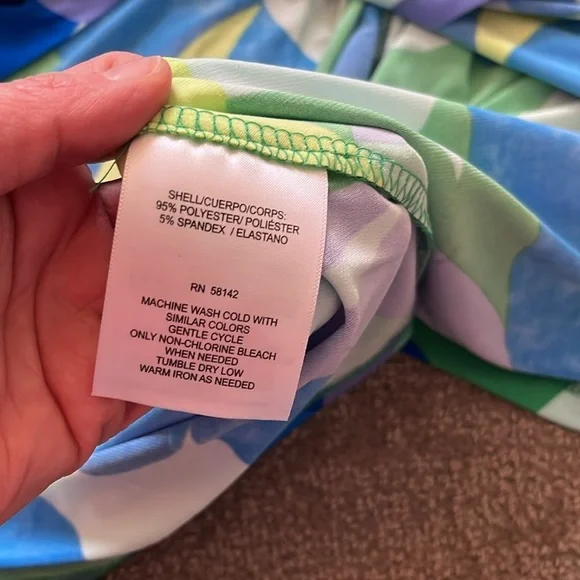 SHELL/CUERPO/CORPS:
95% POLYESTER/ POLIÉSTER
5% SPANDEX / ELASTANO
RN 58142
MACHINE WASH COLD WITH
SIMILAR COLORS
GENTLE CYCLE
ONLY NON-CHLORINE BLEACH
WHEN NEEDED
TUMBLE DRY LOW
WARM IRON AS NEEDED